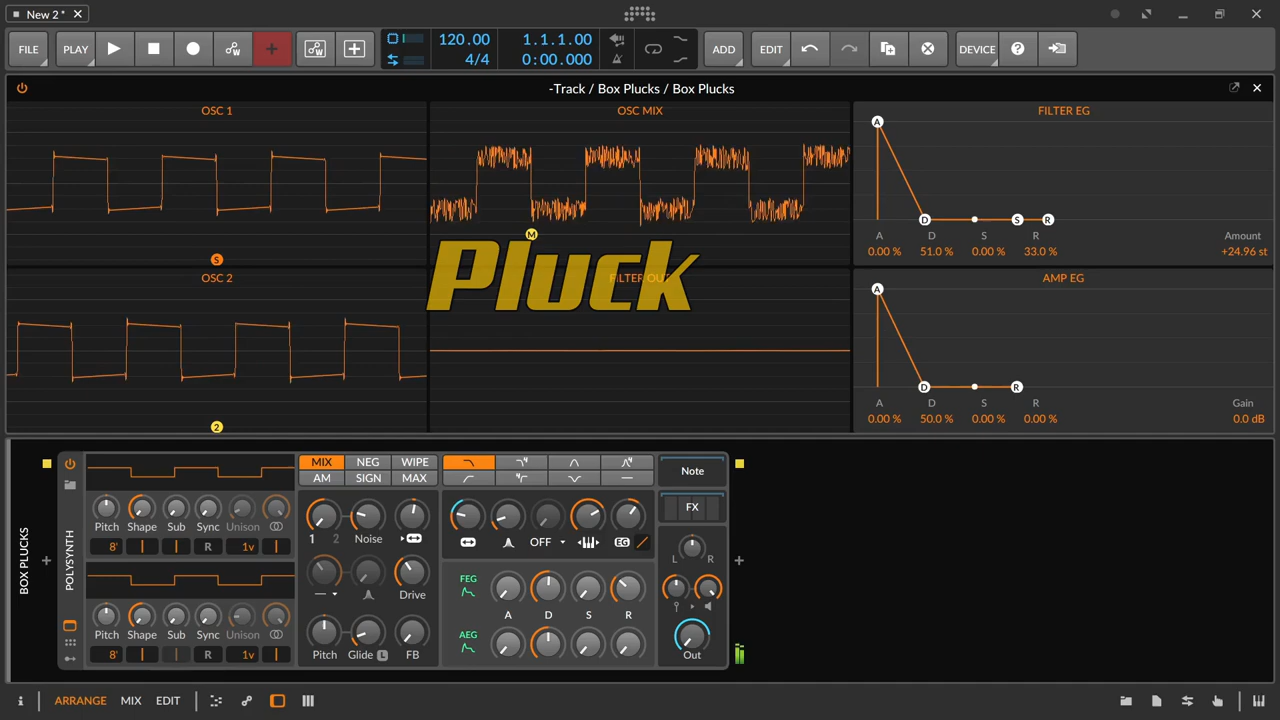 New 2 *
FILE
PLAY
120.00
4/4
1.1.1.00
0:00.000
ADD
EDIT
DEVICE
-Track / Box Plucks / Box Plucks
OSC 1
OSC MIX
FILTER EG
S
M
A
D
S
R
A D S R
0.00 % 51.0 % 0.00 % 33.0 %
Amount
+24.96 st
Pluck
OSC 2
FILTER OUT
AMP EG
2
A
D
R
A D S R
0.00 % 50.0 % 0.00 % 0.00 %
Gain
0.0 dB
BOX PLUCKS
POLYSYNTH
Pitch Shape Sub Sync Unison
8' R 1v
Pitch Shape Sub Sync Unison
8' R 1v
MIX NEG WIPE
AM SIGN MAX
1 2 Noise
Drive
Pitch Glide L FB
OFF EG
FEG
A D S R
AEG
Note
FX
L R
Out
ARRANGE MIX EDIT